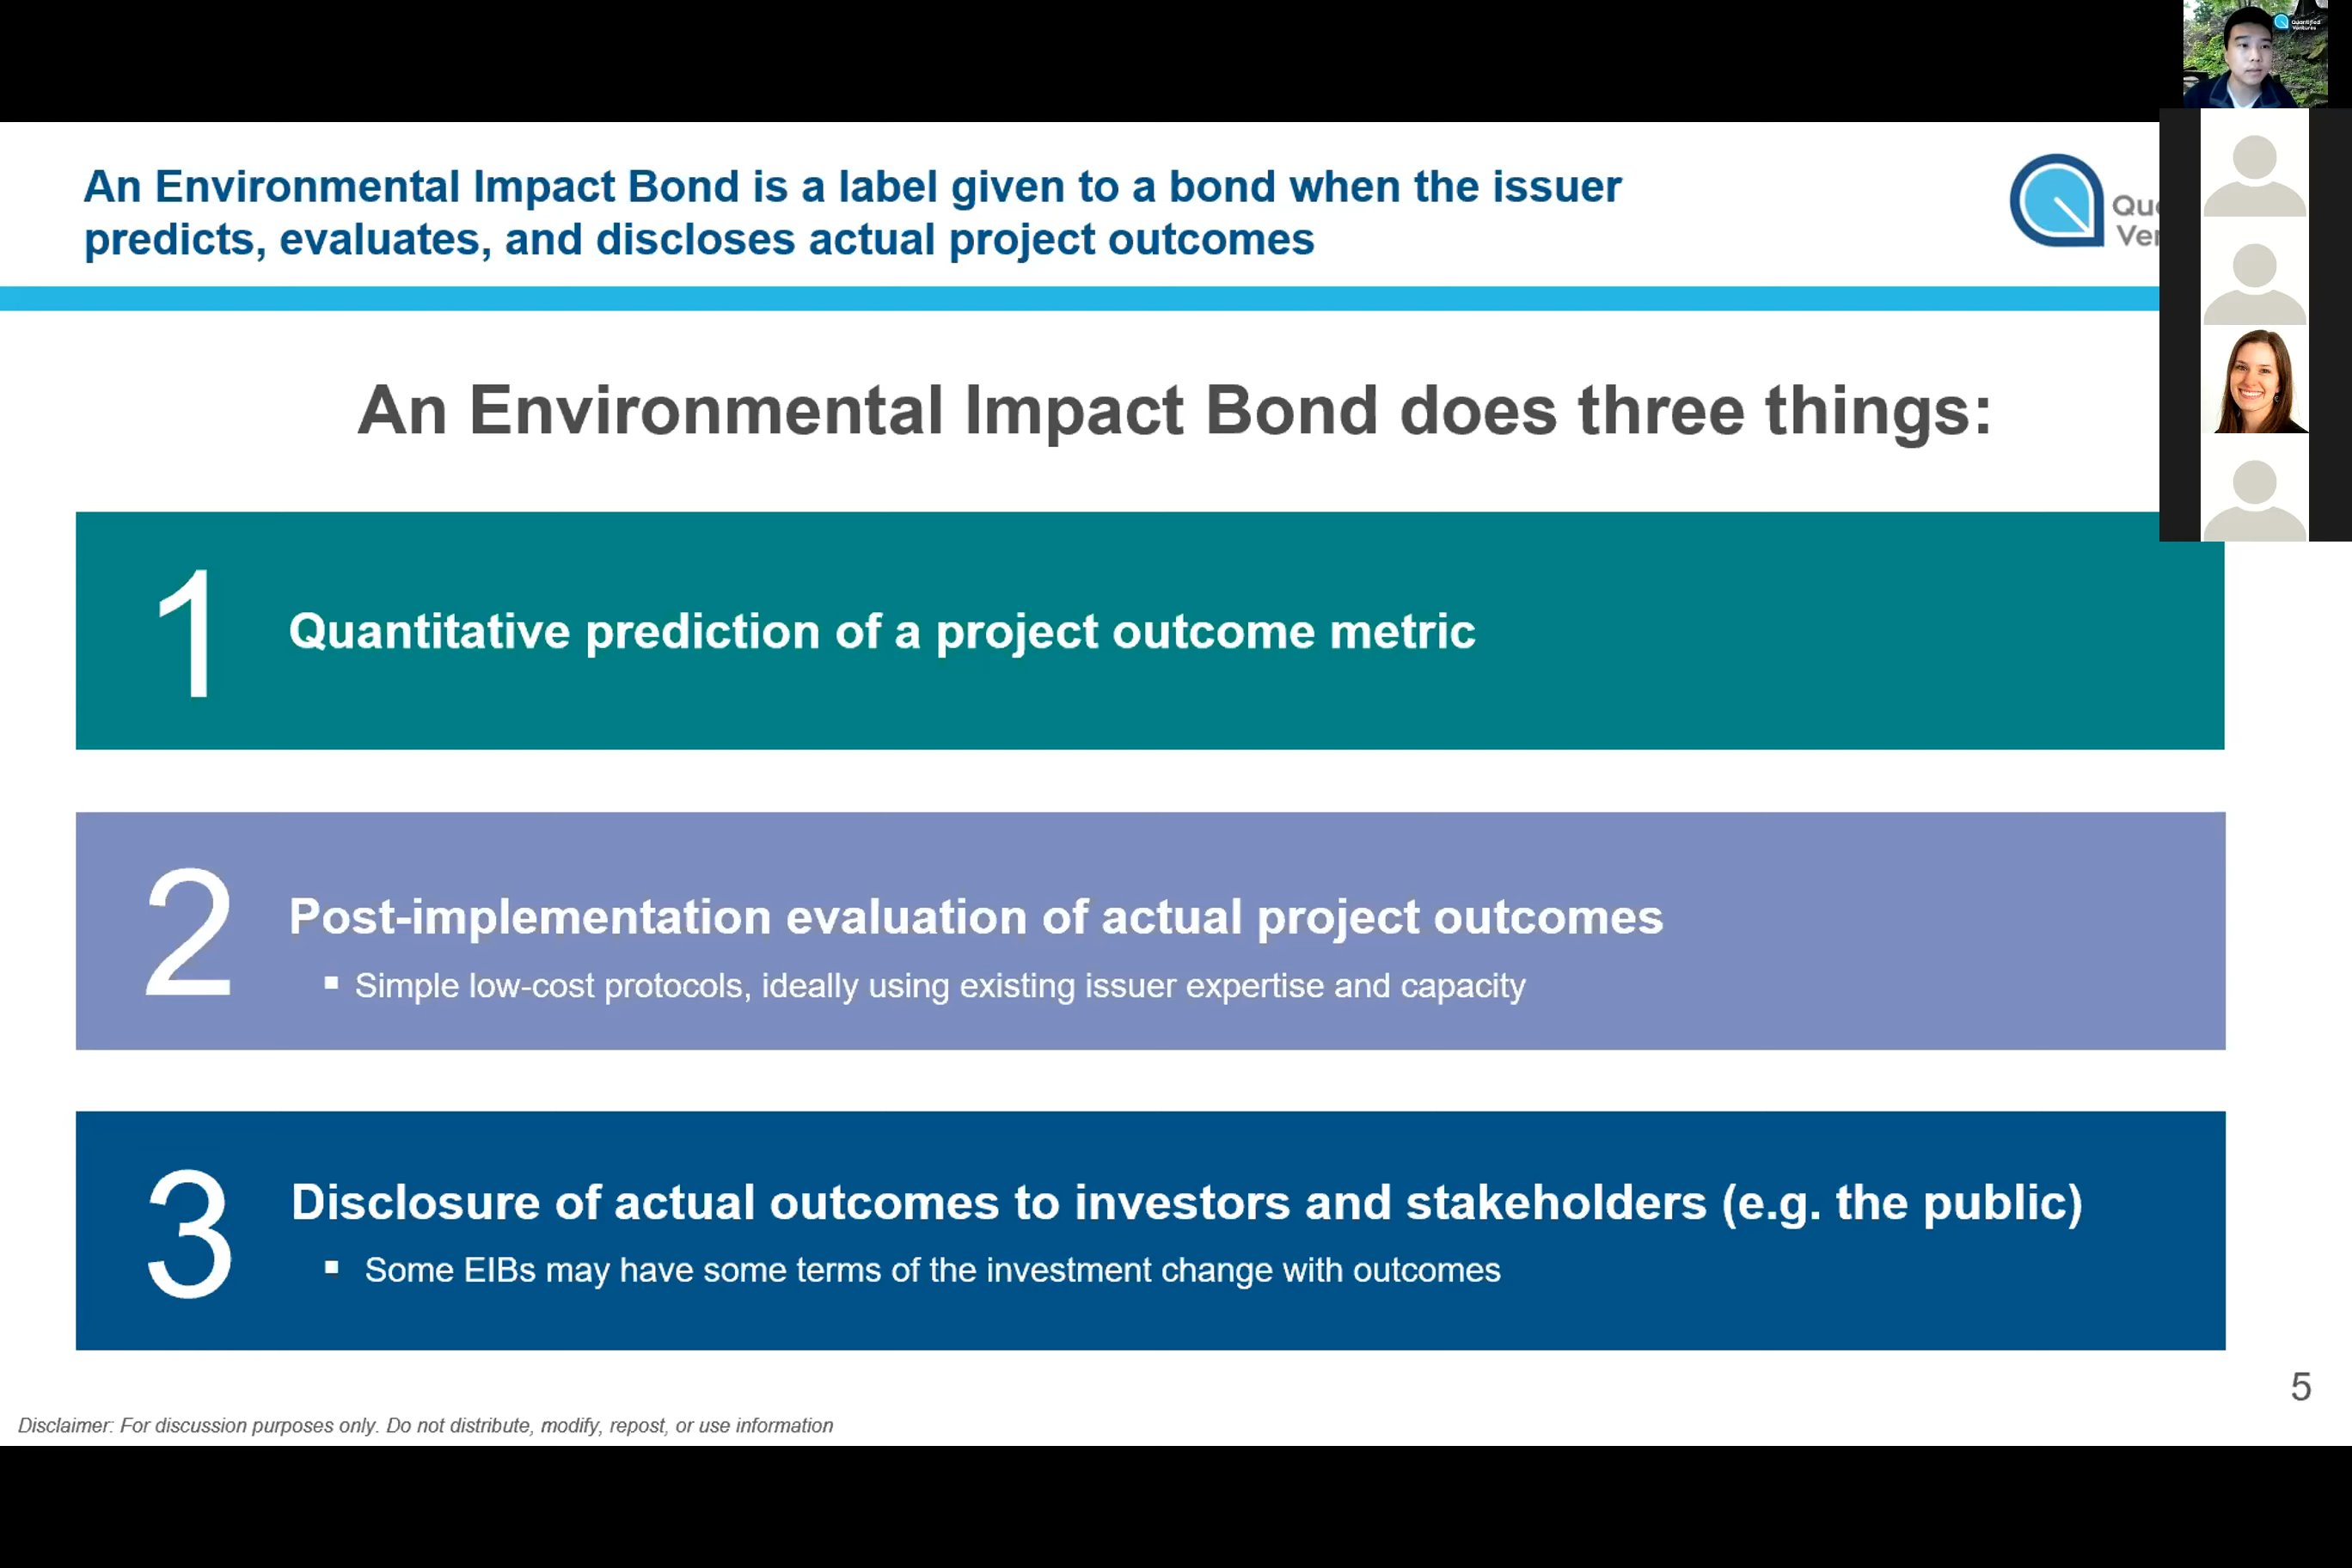 Quantified
Ventures
An Environmental Impact Bond is a label given to a bond when the issuer
predicts, evaluates, and discloses actual project outcomes
An Environmental Impact Bond does three things:
1
Quantitative prediction of a project outcome metric
2
Post-implementation evaluation of actual project outcomes
▪ Simple low-cost protocols, ideally using existing issuer expertise and capacity
3
Disclosure of actual outcomes to investors and stakeholders (e.g. the public)
▪ Some EIBs may have some terms of the investment change with outcomes
5
Disclaimer: For discussion purposes only. Do not distribute, modify, repost, or use information